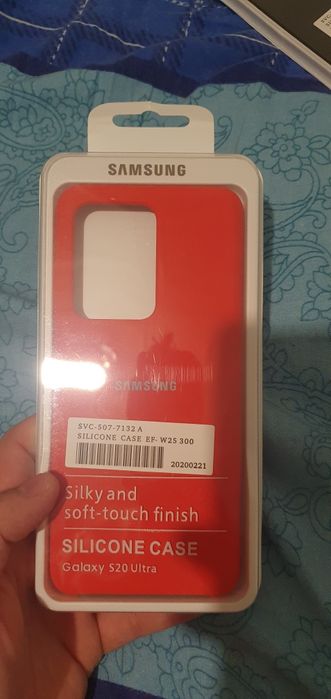 SAMSUNG
SAMSUNG
SVC-507-7132 A
SILICONE CASE EF- W25 300
20200221
Silky and
soft-touch finish
SILICONE CASE
Galaxy S20 Ultra